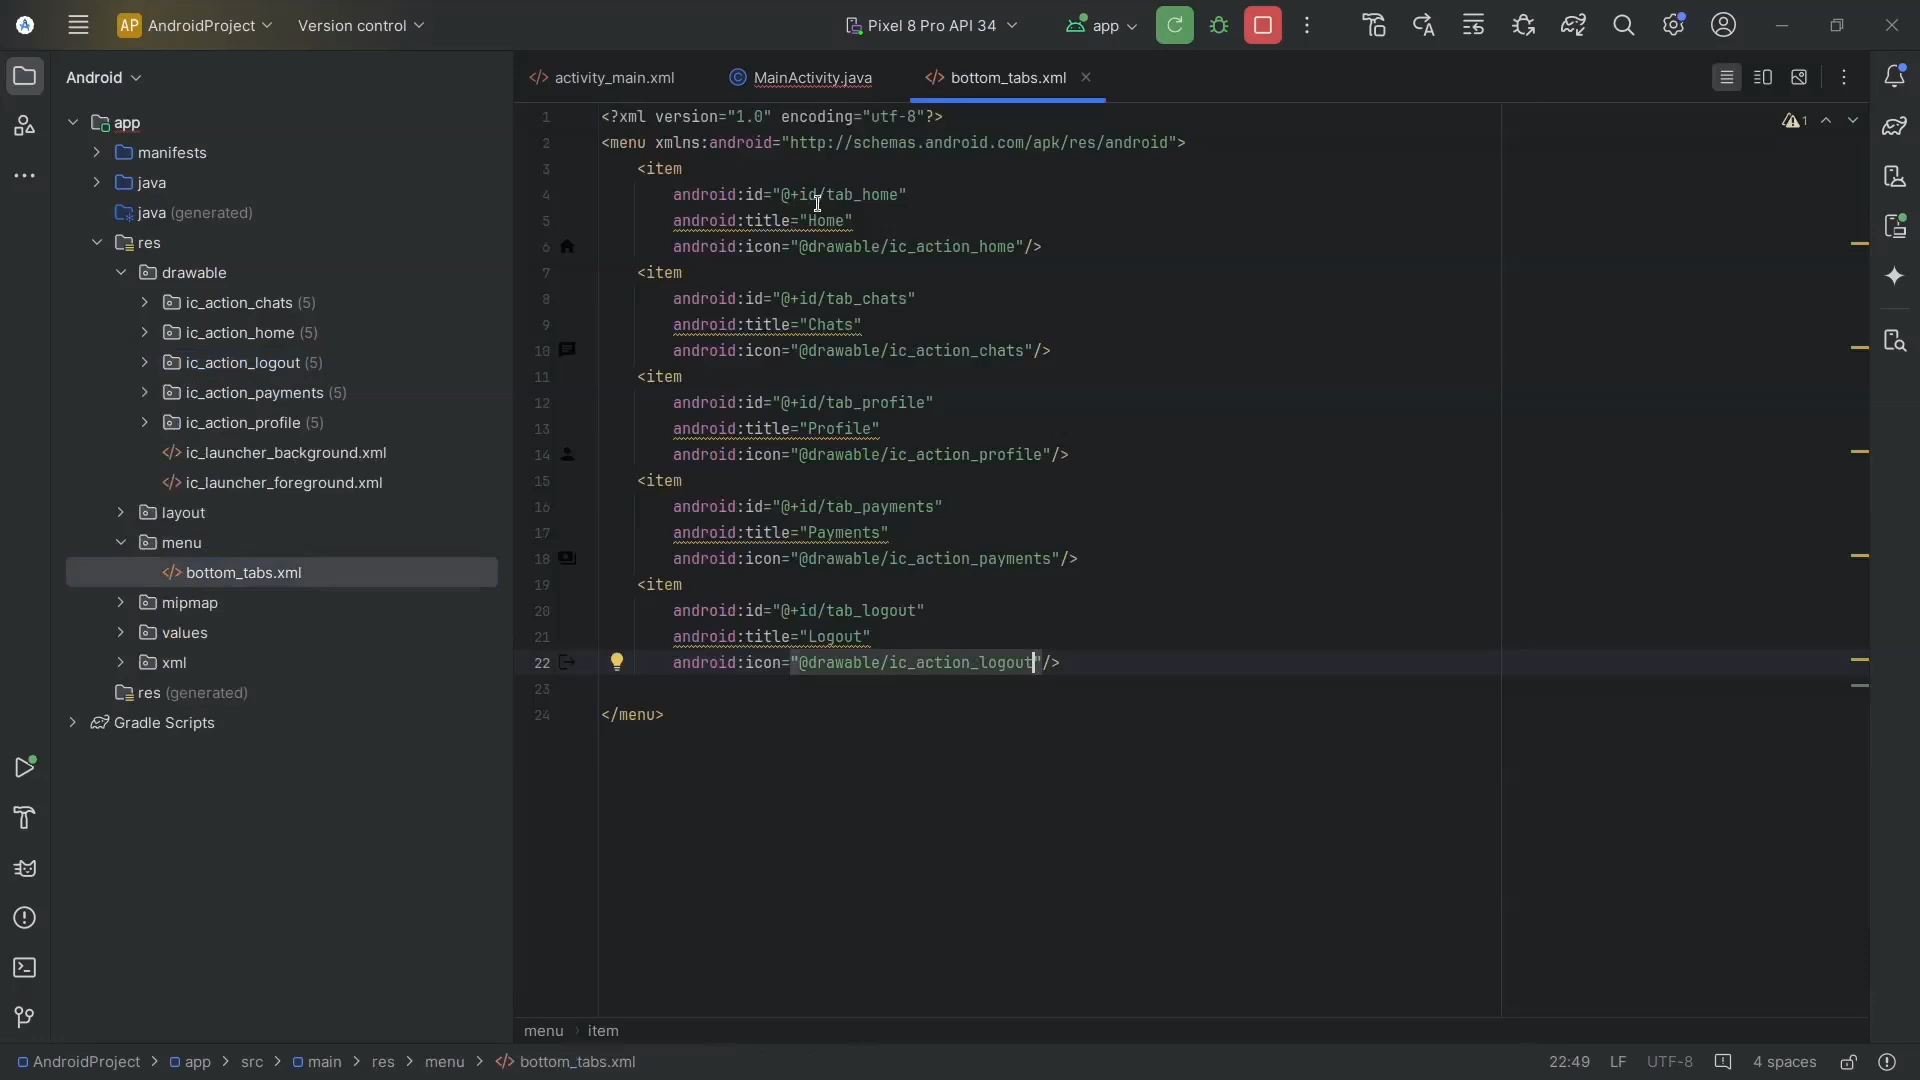 AP AndroidProject Version control Pixel 8 Pro API 34 app
Android
app
manifests
java
java (generated)
res
drawable
ic_action_chats (5)
ic_action_home (5)
ic_action_logout (5)
ic_action_payments (5)
ic_action_profile (5)
</> ic_launcher_background.xml
</> ic_launcher_foreground.xml
layout
menu
</> bottom_tabs.xml
mipmap
values
xml
res (generated)
Gradle Scripts
</> activity_main.xml MainActivity.java </> bottom_tabs.xml
1 <?xml version="1.0" encoding="utf-8"?>
2 <menu xmlns:android="http://schemas.android.com/apk/res/android">
3 <item
4 android:id="@+id/tab_home"
5 android:title="Home"
6 android:icon="@drawable/ic_action_home"/>
7 <item
8 android:id="@+id/tab_chats"
9 android:title="Chats"
10 android:icon="@drawable/ic_action_chats"/>
11 <item
12 android:id="@+id/tab_profile"
13 android:title="Profile"
14 android:icon="@drawable/ic_action_profile"/>
15 <item
16 android:id="@+id/tab_payments"
17 android:title="Payments"
18 android:icon="@drawable/ic_action_payments"/>
19 <item
20 android:id="@+id/tab_logout"
21 android:title="Logout"
22 android:icon="@drawable/ic_action_logout"/>
23
24 </menu>
1
menu > item
AndroidProject > app > src > main > res > menu > </> bottom_tabs.xml 22:49 LF UTF-8 4 spaces